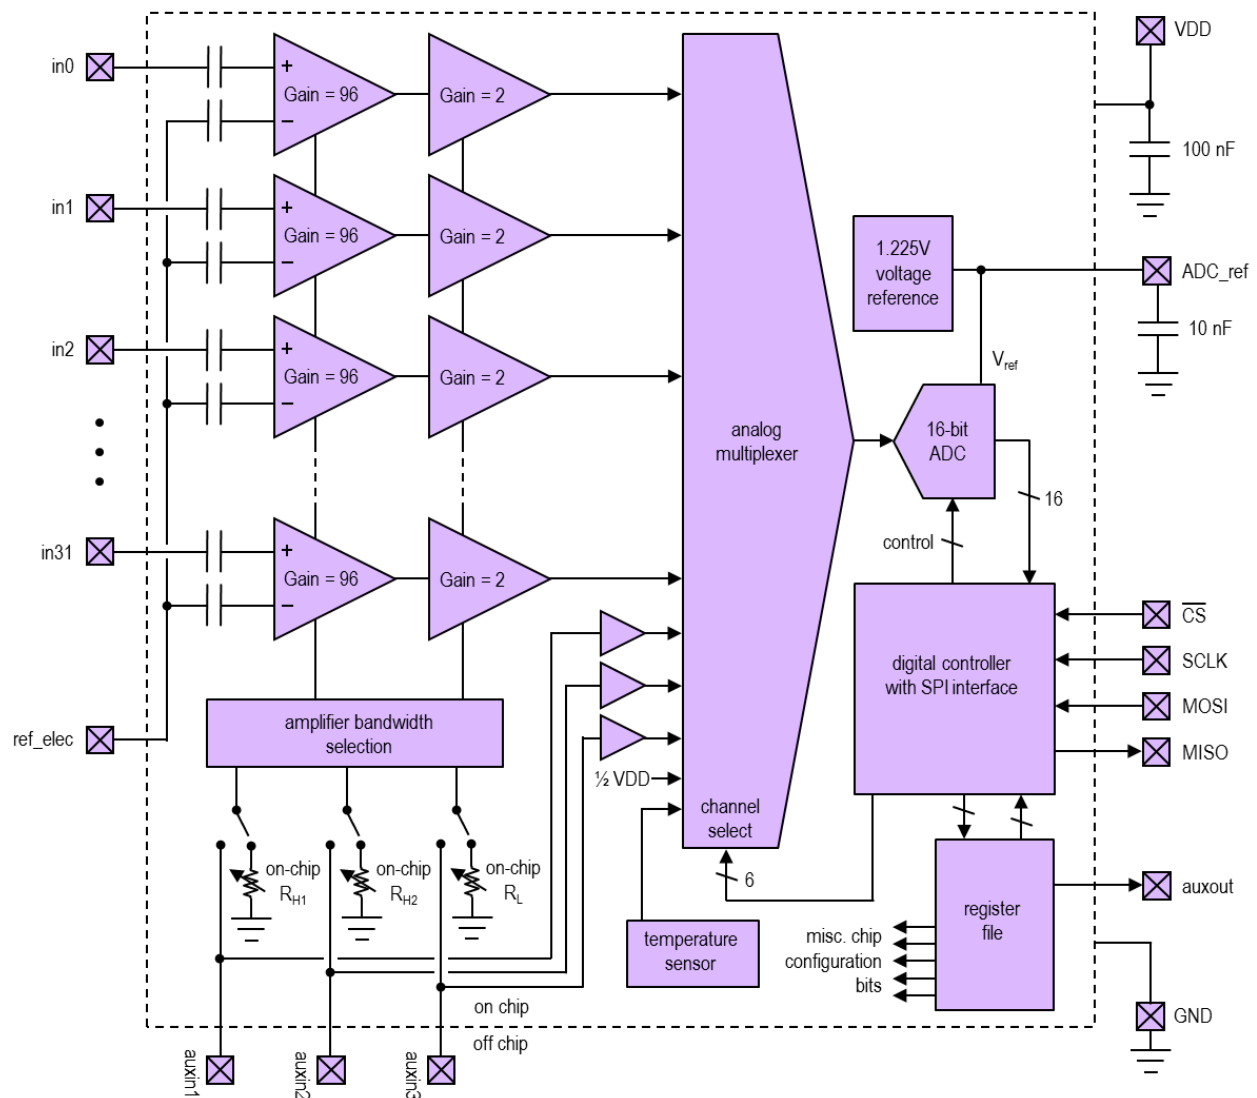 in0
+
Gain = 96
−
Gain = 2
in1
+
Gain = 96
−
Gain = 2
in2
+
Gain = 96
−
Gain = 2
in31
+
Gain = 96
−
Gain = 2
ref_elec
amplifier bandwidth
selection
on-chip
RH1
on-chip
RH2
on-chip
RL
auxin1
auxin2
auxin3
on chip
off chip
analog
multiplexer
½ VDD
channel
select
6
temperature
sensor
1.225V
voltage
reference
Vref
16-bit
ADC
16
control
digital controller
with SPI interface
register
file
misc. chip
configuration
bits
VDD
100 nF
ADC_ref
10 nF
C̅S̅
SCLK
MOSI
MISO
auxout
GND